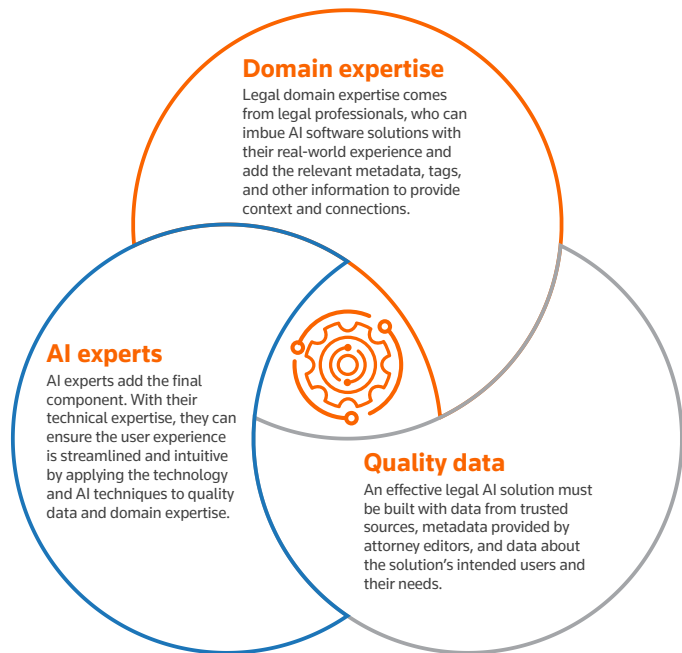 Domain expertise
Legal domain expertise comes
from legal professionals, who can
imbue AI software solutions with
their real-world experience and
add the relevant metadata, tags,
and other information to provide
context and connections.
AI experts
AI experts add the final
component. With their
technical expertise, they can
ensure the user experience
is streamlined and intuitive
by applying the technology
and AI techniques to quality
data and domain expertise.
Quality data
An effective legal AI solution must
be built with data from trusted
sources, metadata provided by
attorney editors, and data about
the solution’s intended users and
their needs.